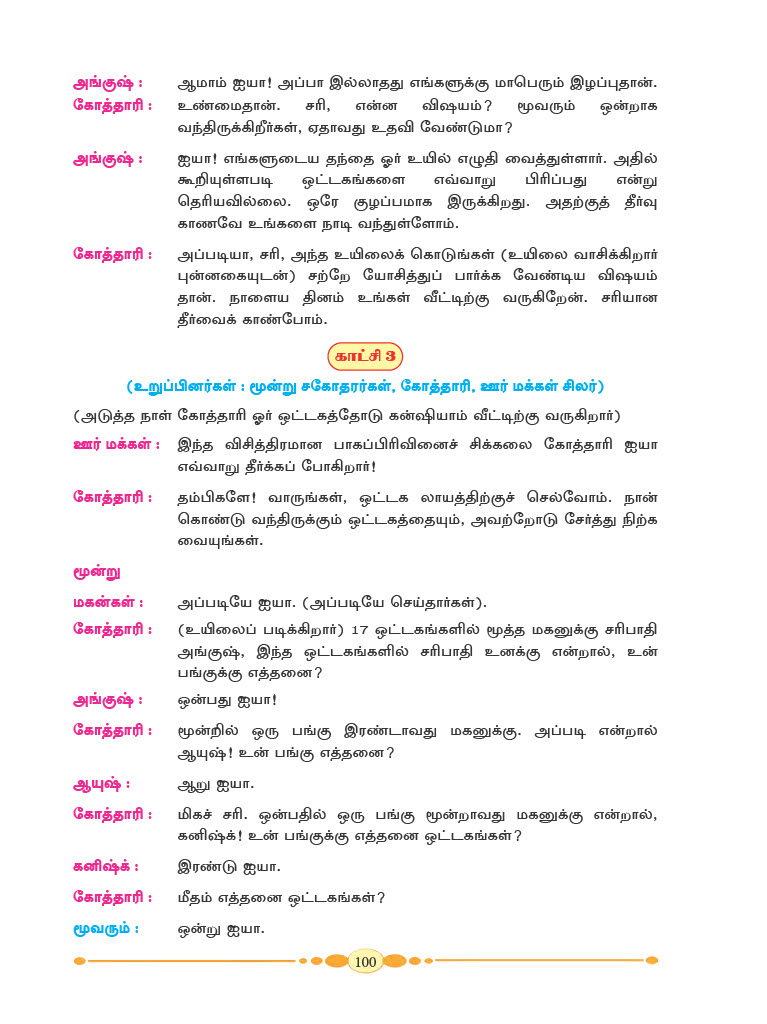 அங்குஷ் : ஆமாம் ஐயா! அப்பா இல்லாதது எங்களுக்கு மாபெரும் இழப்புதான்.
கோத்தாரி : உண்மைதான். சரி, என்ன விஷயம்? மூவரும் ஒன்றாக
வந்திருக்கிறீர்கள், ஏதாவது உதவி வேண்டுமா?
அங்குஷ் : ஐயா! எங்களுடைய தந்தை ஓர் உயில் எழுதி வைத்துள்ளார். அதில்
கூறியுள்ளபடி ஒட்டகங்களை எவ்வாறு பிரிப்பது என்று
தெரியவில்லை. ஒரே குழப்பமாக இருக்கிறது. அதற்குத் தீர்வு
காணவே உங்களை நாடி வந்துள்ளோம்.
கோத்தாரி : அப்படியா, சரி, அந்த உயிலைக் கொடுங்கள் (உயிலை வாசிக்கிறார்
புன்னகையுடன்) சற்றே யோசித்துப் பார்க்க வேண்டிய விஷயம்
தான். நாளைய தினம் உங்கள் வீட்டிற்கு வருகிறேன். சரியான
தீர்வைக் காண்போம்.
காட்சி 3
(உறுப்பினர்கள் : மூன்று சகோதரர்கள், கோத்தாரி, ஊர் மக்கள் சிலர்)
(அடுத்த நாள் கோத்தாரி ஓர் ஒட்டகத்தோடு கன்ஷியாம் வீட்டிற்கு வருகிறார்)
ஊர் மக்கள் : இந்த விசித்திரமான பாகப்பிரிவினைச் சிக்கலை கோத்தாரி ஐயா
எவ்வாறு தீர்க்கப் போகிறார்!
கோத்தாரி : தம்பிகளே! வாருங்கள், ஒட்டக லாயத்திற்குச் செல்வோம். நான்
கொண்டு வந்திருக்கும் ஒட்டகத்தையும், அவற்றோடு சேர்த்து நிற்க
வையுங்கள்.
மூன்று
மகன்கள் : அப்படியே ஐயா. (அப்படியே செய்தார்கள்).
கோத்தாரி : (உயிலைப் படிக்கிறார்) 17 ஒட்டகங்களில் மூத்த மகனுக்கு சரிபாதி
அங்குஷ், இந்த ஒட்டகங்களில் சரிபாதி உனக்கு என்றால், உன்
பங்குக்கு எத்தனை?
அங்குஷ் : ஒன்பது ஐயா!
கோத்தாரி : மூன்றில் ஒரு பங்கு இரண்டாவது மகனுக்கு. அப்படி என்றால்
ஆயுஷ்! உன் பங்கு எத்தனை?
ஆயுஷ் : ஆறு ஐயா.
கோத்தாரி : மிகச் சரி. ஒன்பதில் ஒரு பங்கு மூன்றாவது மகனுக்கு என்றால்,
கனிஷ்க்! உன் பங்குக்கு எத்தனை ஒட்டகங்கள்?
கனிஷ்க் : இரண்டு ஐயா.
கோத்தாரி : மீதம் எத்தனை ஒட்டகங்கள்?
மூவரும் : ஒன்று ஐயா.
100